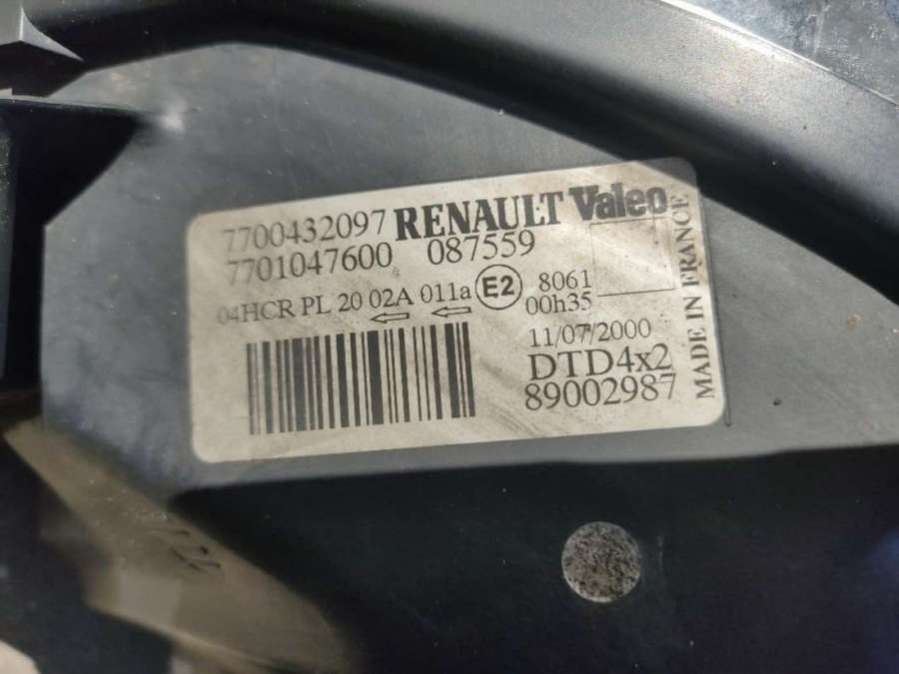 7700432097 RENAULT Valeo
7701047600 087559
04HCR PL 20 02A 011a E2 8061
00h35
11/07/2000
DTD4x2
89002987
MADE IN FRANCE